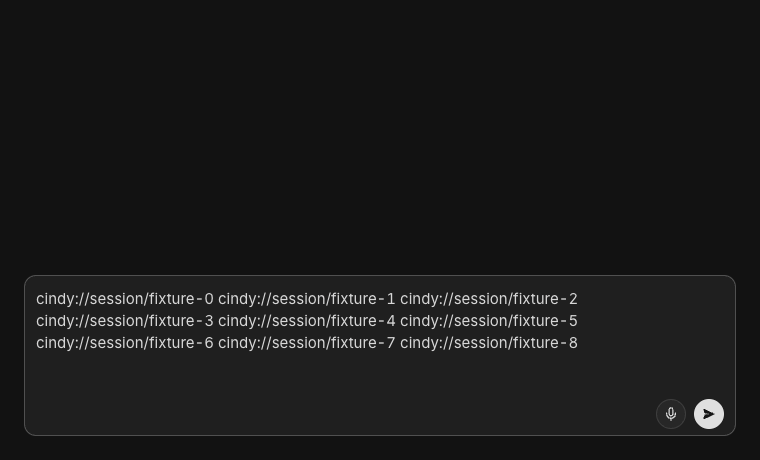 cindy://session/fixture-0 cindy://session/fixture-1 cindy://session/fixture-2
cindy://session/fixture-3 cindy://session/fixture-4 cindy://session/fixture-5
cindy://session/fixture-6 cindy://session/fixture-7 cindy://session/fixture-8